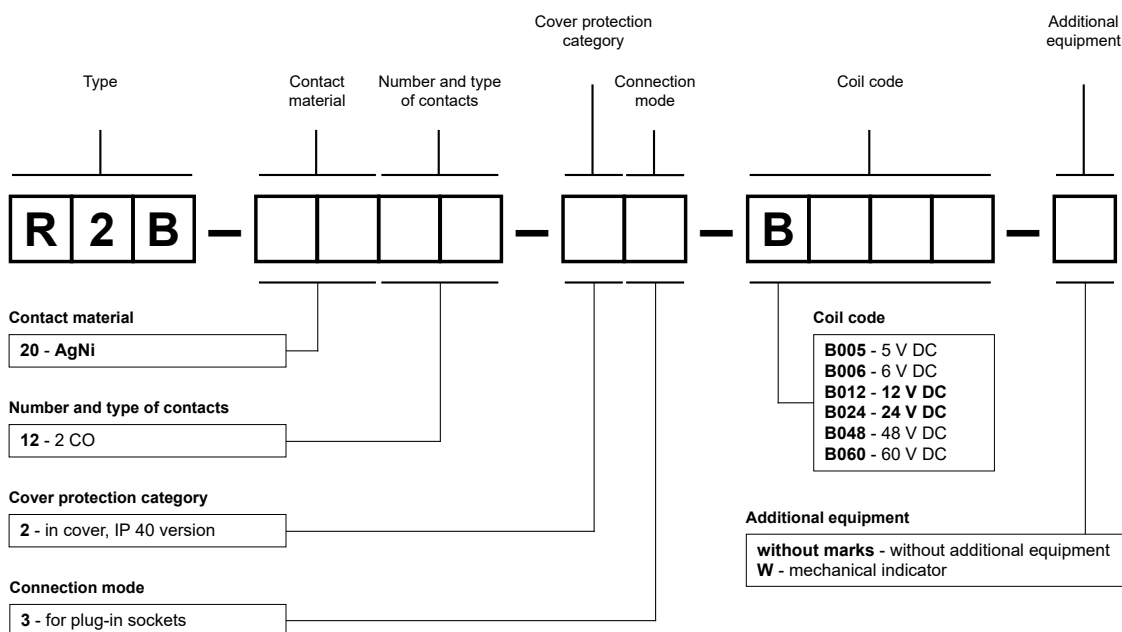 Cover protection
category
Additional
equipment
Type
Contact
material
Number and type
of contacts
Connection
mode
Coil code
R 2 B – – – B –
Contact material
20 - AgNi
Number and type of contacts
12 - 2 CO
Cover protection category
2 - in cover, IP 40 version
Connection mode
3 - for plug-in sockets
Coil code
B005 - 5 V DC
B006 - 6 V DC
B012 - 12 V DC
B024 - 24 V DC
B048 - 48 V DC
B060 - 60 V DC
Additional equipment
without marks - without additional equipment
W - mechanical indicator